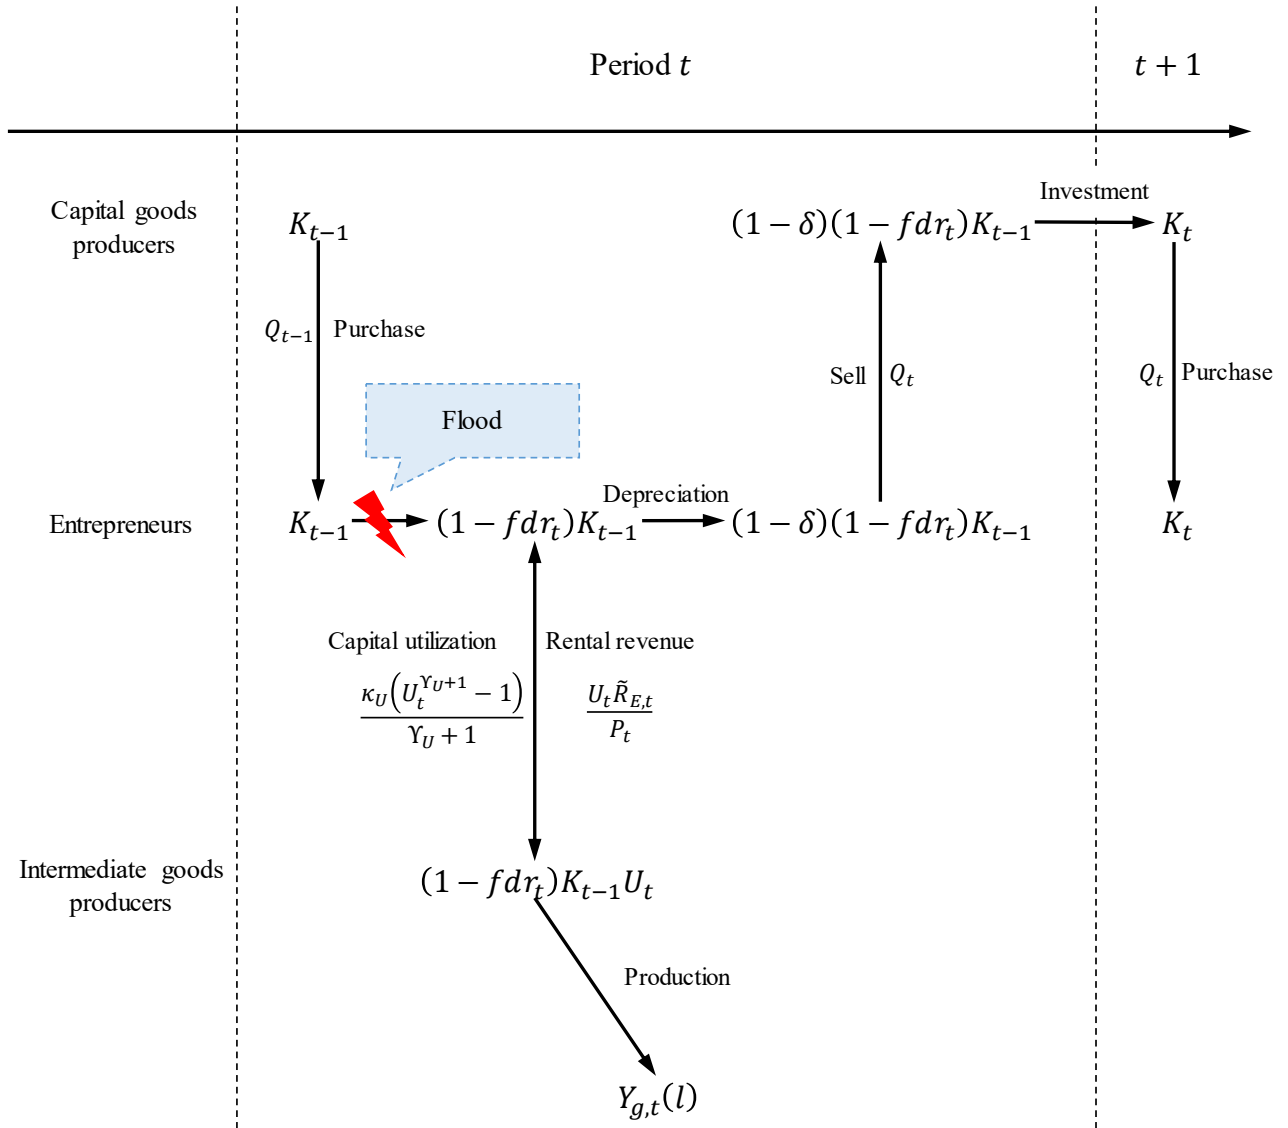 Period t
t + 1
Capital goods
producers
K_{t−1}
(1 − δ)(1 − fdr_t)K_{t−1}
Investment
K_t
Q_{t−1}
Purchase
Sell
Q_t
Q_t
Purchase
Flood
Entrepreneurs
K_{t−1}
(1 − fdr_t)K_{t−1}
Depreciation
(1 − δ)(1 − fdr_t)K_{t−1}
K_t
Capital utilization
Rental revenue
κ_U(U_t^{ϒ_U+1} − 1)
ϒ_U + 1
U_t R̃_{E,t}
P_t
Intermediate goods
producers
(1 − fdr_t)K_{t−1}U_t
Production
Y_{g,t}(l)